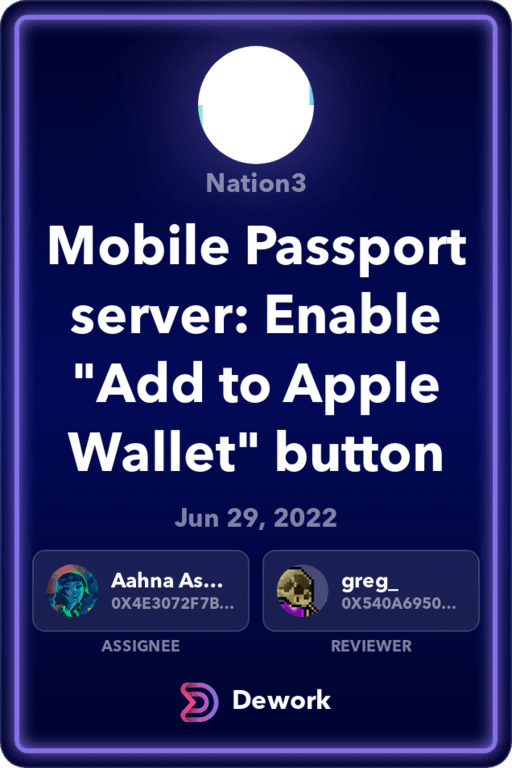 Nation3
Mobile Passport
server: Enable
"Add to Apple
Wallet" button
Jun 29, 2022
Aahna As...
0X4E3072F7B...
ASSIGNEE
greg_
0X540A6950...
REVIEWER
Dework